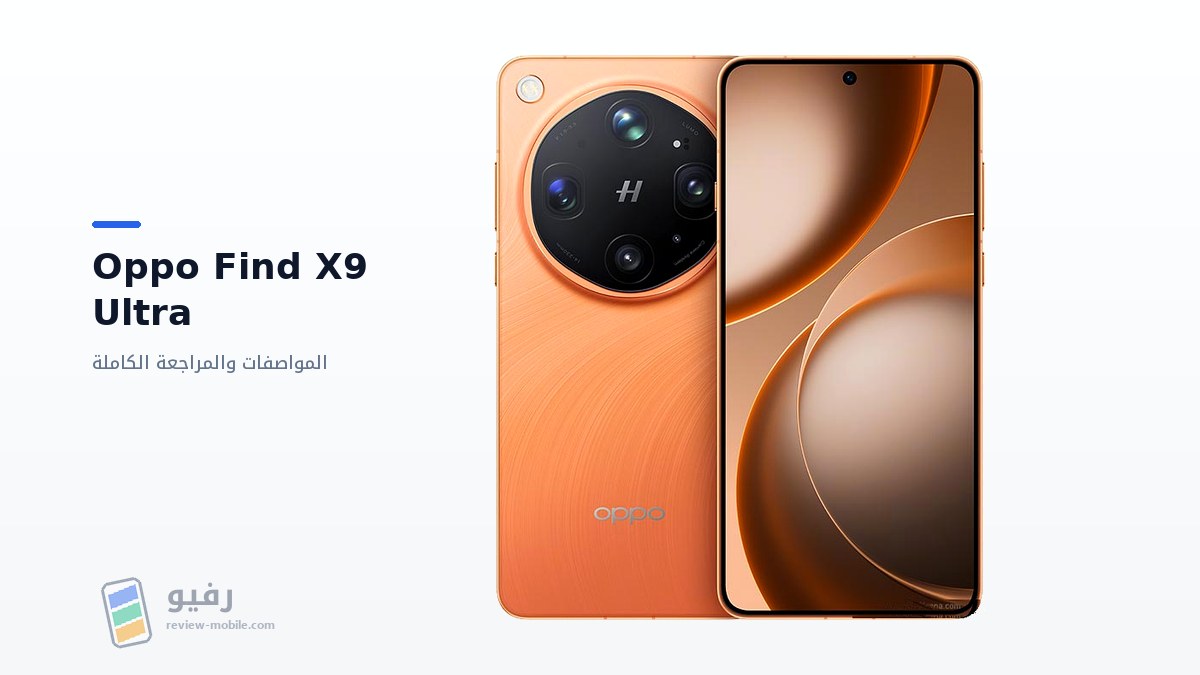 Oppo Find X9
Ultra
المواصفات والمراجعة الكاملة
رفيو
review-mobile.com
H
oppo